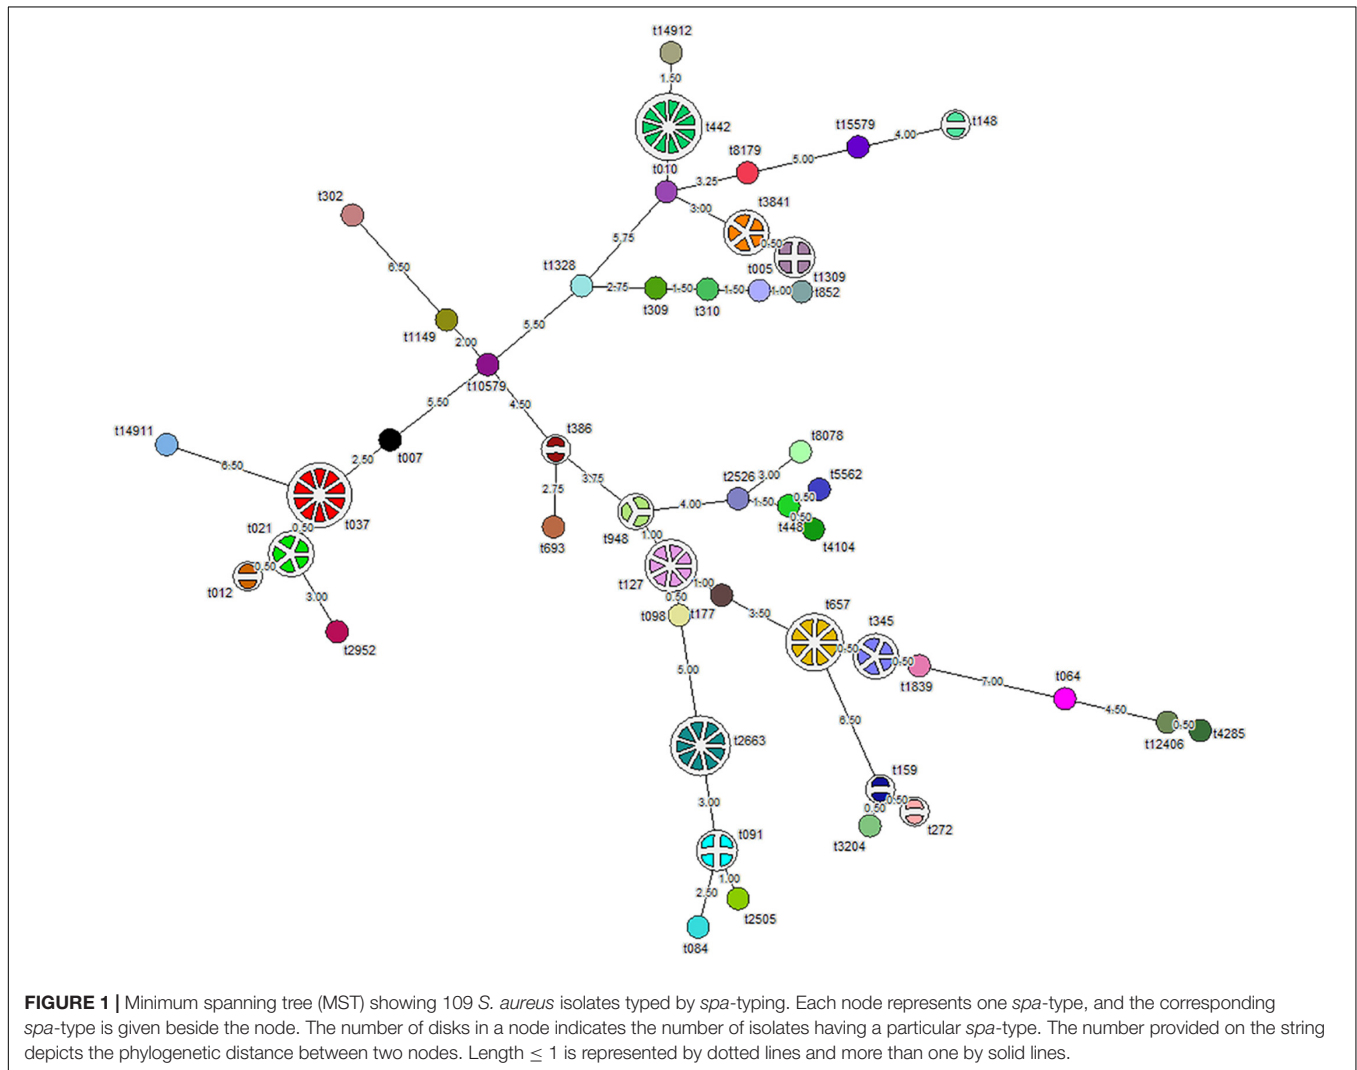 t14912
1.50
t442
t15579
4.00
t148
t8179
5.00
t010
3.25
t302
t3841
3.00
5.75
0.50
t1328
t005
t1309
6.50
2.75
1.50
1.50
1.00
t852
t309
t310
t1149
2.00
5.50
t10579
5.50
4.50
t14911
t386
t8078
t007
6.50
2.50
3.75
t2526
3.00
t5562
2.75
4.00
1.50
0.50
0.50
t021
0.50
t037
t448
t693
t948
1.00
t4104
0.50
t012
t127
1.00
3.00
0.50
t098
t177
3.50
t657
t345
t2952
0.50
0.50
t1839
5.00
7.00
t064
4.50
6.50
0.50
t12406
t4285
t2663
t159
0.50
3.00
0.50
t272
t091
t3204
1.00
2.50
t2505
t084
FIGURE 1 | Minimum spanning tree (MST) showing 109 S. aureus isolates typed by spa-typing. Each node represents one spa-type, and the corresponding
spa-type is given beside the node. The number of disks in a node indicates the number of isolates having a particular spa-type. The number provided on the string
depicts the phylogenetic distance between two nodes. Length ≤ 1 is represented by dotted lines and more than one by solid lines.